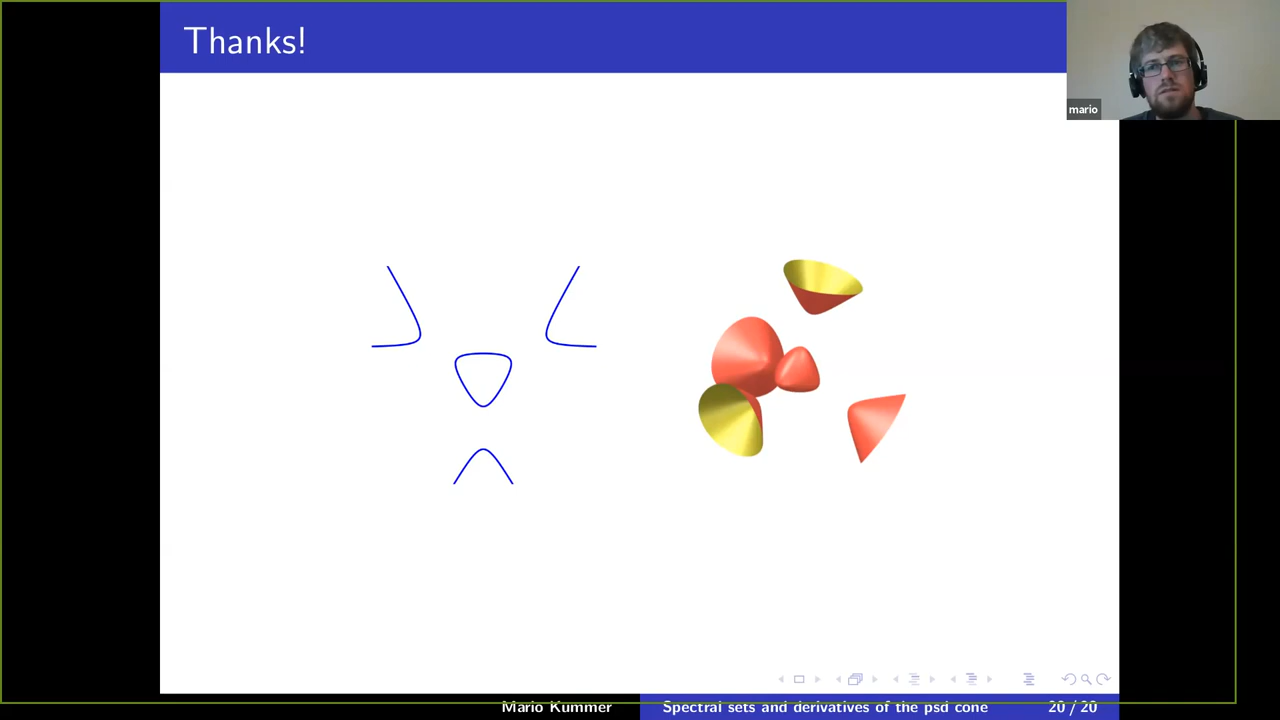 Thanks!
mario
Mario Kummer
Spectral sets and derivatives of the psd cone
20 / 20